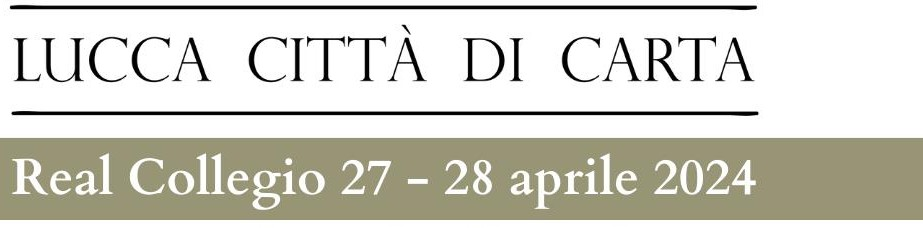 LUCCA CITTÀ DI CARTA
Real Collegio 27 - 28 aprile 2024